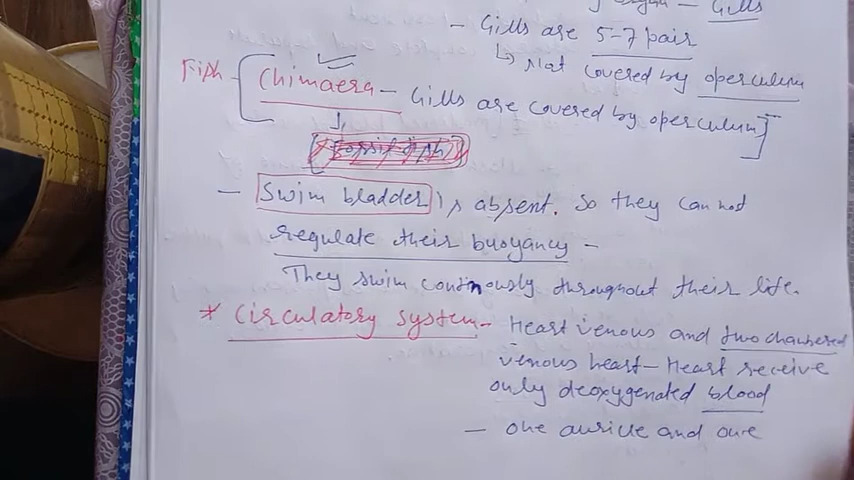 Gills
- Gills are 5-7 pair
↳ Not covered by operculum
Fish Chimaera - Gills are covered by operculum
- Swim bladder is absent. So they can not
regulate their buoyancy -
They swim continously throughout their life.
* Circulatory system - Heart venous and two chambered
venous heart - Heart receive
only deoxygenated blood
- one auricle and one